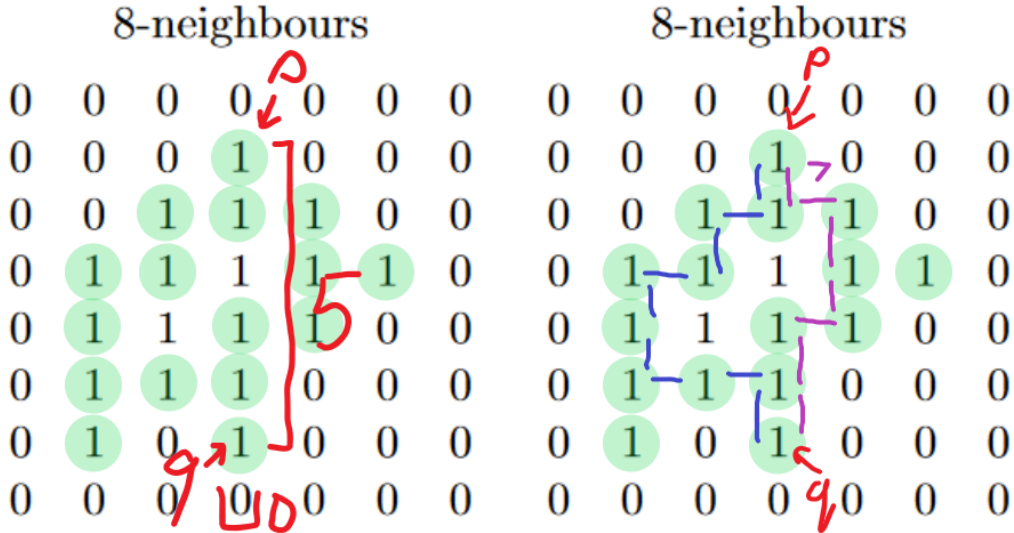 8-neighbours
p
0 0 0 0 0 0 0
0 0 0 1 0 0 0
0 0 1 1 1 0 0
0 1 1 1 1 1 0
5
0 1 1 1 1 0 0
0 1 1 1 0 0 0
0 1 0 1 0 0 0
q
0 0 0 0 0 0 0
8-neighbours
p
0 0 0 0 0 0 0
0 0 0 1 0 0 0
7
0 0 1 1 1 0 0
0 1 1 1 1 1 0
0 1 1 1 1 0 0
0 1 1 1 0 0 0
0 1 0 1 0 0 0
q
0 0 0 0 0 0 0